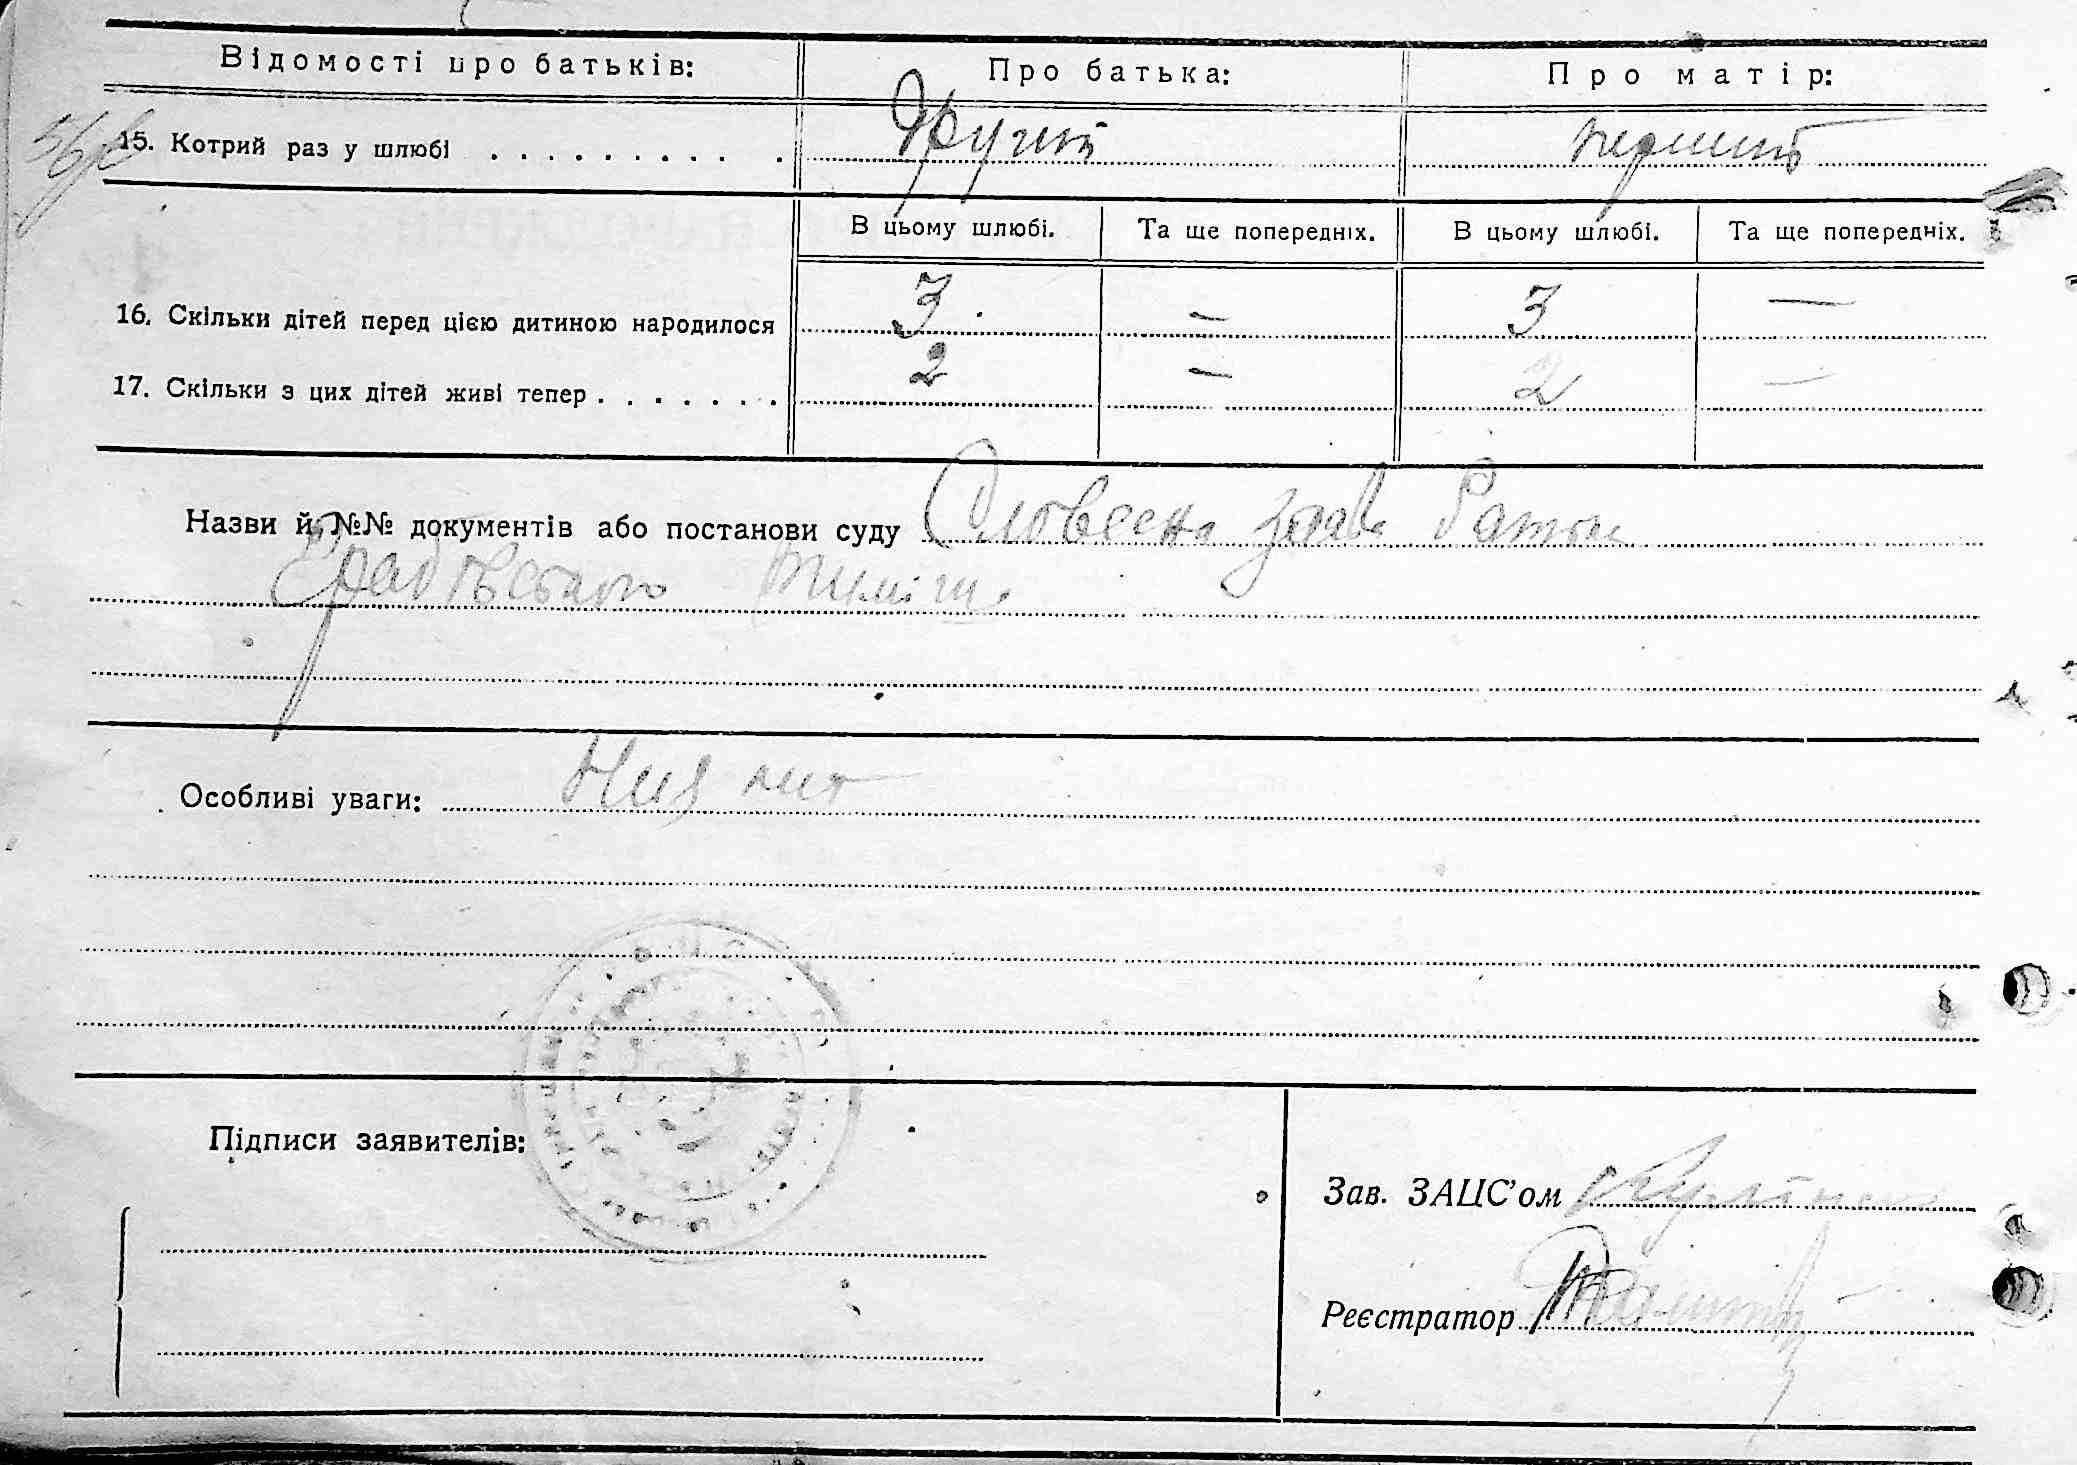 Відомості про батьків: Про батька: Про матір:
15. Котрий раз у шлюбі . . . . . . . . . . Другий перший
В цьому шлюбі. Та ще попередніх. В цьому шлюбі. Та ще попередніх.
16. Скільки дітей перед цією дитиною народилося 3 – 3 —
17. Скільки з цих дітей живі тепер . . . . . . . 2 – 2 —
Назви й №№ документів або постанови суду Словесна заява
Особливі уваги:
Підписи заявителів:
Зав. ЗАЦС’ом
Реєстратор